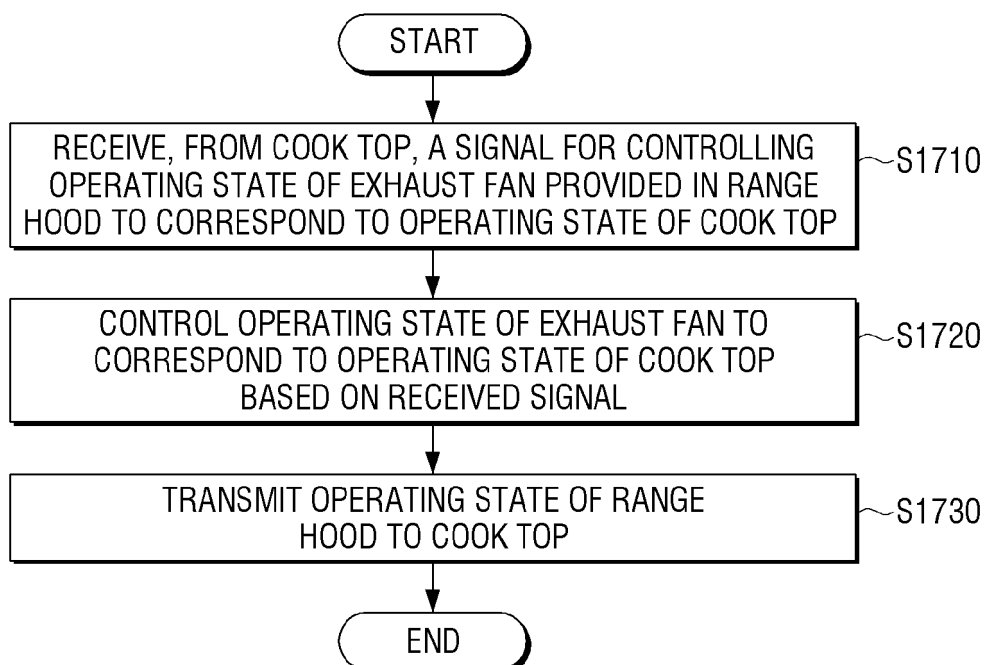 START
RECEIVE, FROM COOK TOP, A SIGNAL FOR CONTROLLING
OPERATING STATE OF EXHAUST FAN PROVIDED IN RANGE
HOOD TO CORRESPOND TO OPERATING STATE OF COOK TOP
S1710
CONTROL OPERATING STATE OF EXHAUST FAN TO
CORRESPOND TO OPERATING STATE OF COOK TOP
BASED ON RECEIVED SIGNAL
S1720
TRANSMIT OPERATING STATE OF RANGE
HOOD TO COOK TOP
S1730
END